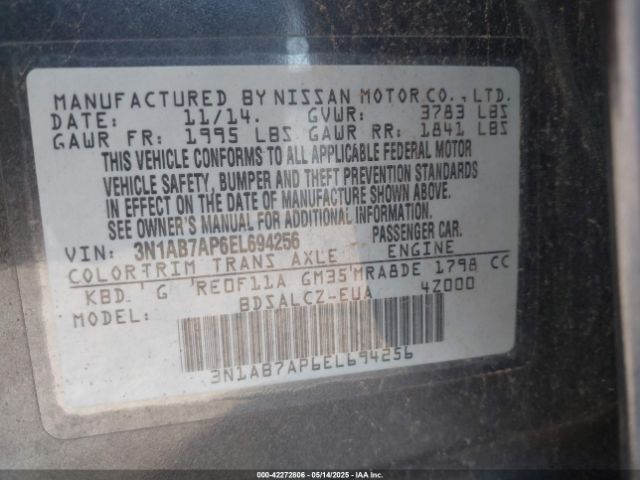 MANUFACTURED BY NISSAN MOTOR CO., LTD.
DATE: 11/14. GVWR: 3783 LBS
GAWR FR: 1995 LBS GAWR RR: 1841 LBS
THIS VEHICLE CONFORMS TO ALL APPLICABLE FEDERAL MOTOR
VEHICLE SAFETY, BUMPER AND THEFT PREVENTION STANDARDS
IN EFFECT ON THE DATE OF MANUFACTURE SHOWN ABOVE.
SEE OWNER'S MANUAL FOR ADDITIONAL INFORMATION.
VIN: 3N1AB7AP6EL694256 PASSENGER CAR.
COLOR TRIM TRANS AXLE ENGINE
KBD ' G 'RE0F11A GM35'MRA8DE 1798 CC
MODEL: BDSALCZ-EUA 4Z000
3N1AB7AP6EL694256
000-42272806 - 05/14/2025 - IAAI.COM